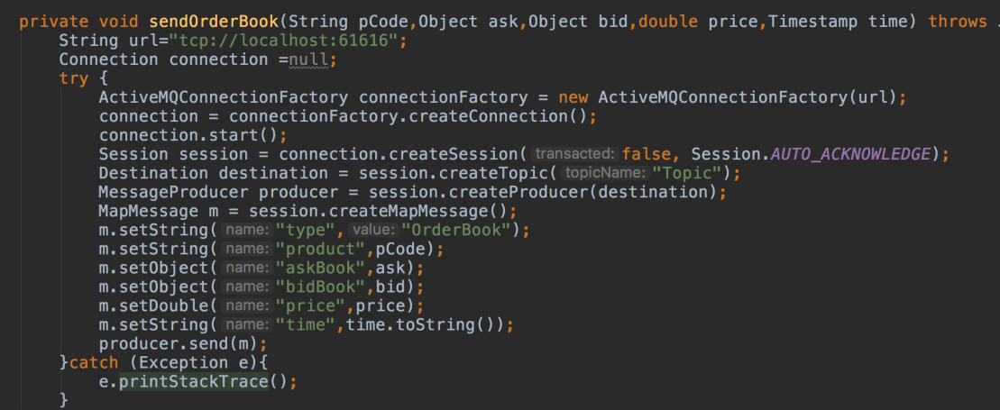 private void sendOrderBook(String pCode,Object ask,Object bid,double price,Timestamp time) throws
String url="tcp://localhost:61616";
Connection connection =null;
try {
ActiveMQConnectionFactory connectionFactory = new ActiveMQConnectionFactory(url);
connection = connectionFactory.createConnection();
connection.start();
Session session = connection.createSession( transacted: false, Session.AUTO_ACKNOWLEDGE);
Destination destination = session.createTopic( topicName: "Topic");
MessageProducer producer = session.createProducer(destination);
MapMessage m = session.createMapMessage();
m.setString( name: "type", value: "OrderBook");
m.setString( name: "product",pCode);
m.setObject( name: "askBook",ask);
m.setObject( name: "bidBook",bid);
m.setDouble( name: "price",price);
m.setString( name: "time",time.toString());
producer.send(m);
}catch (Exception e){
e.printStackTrace();
}